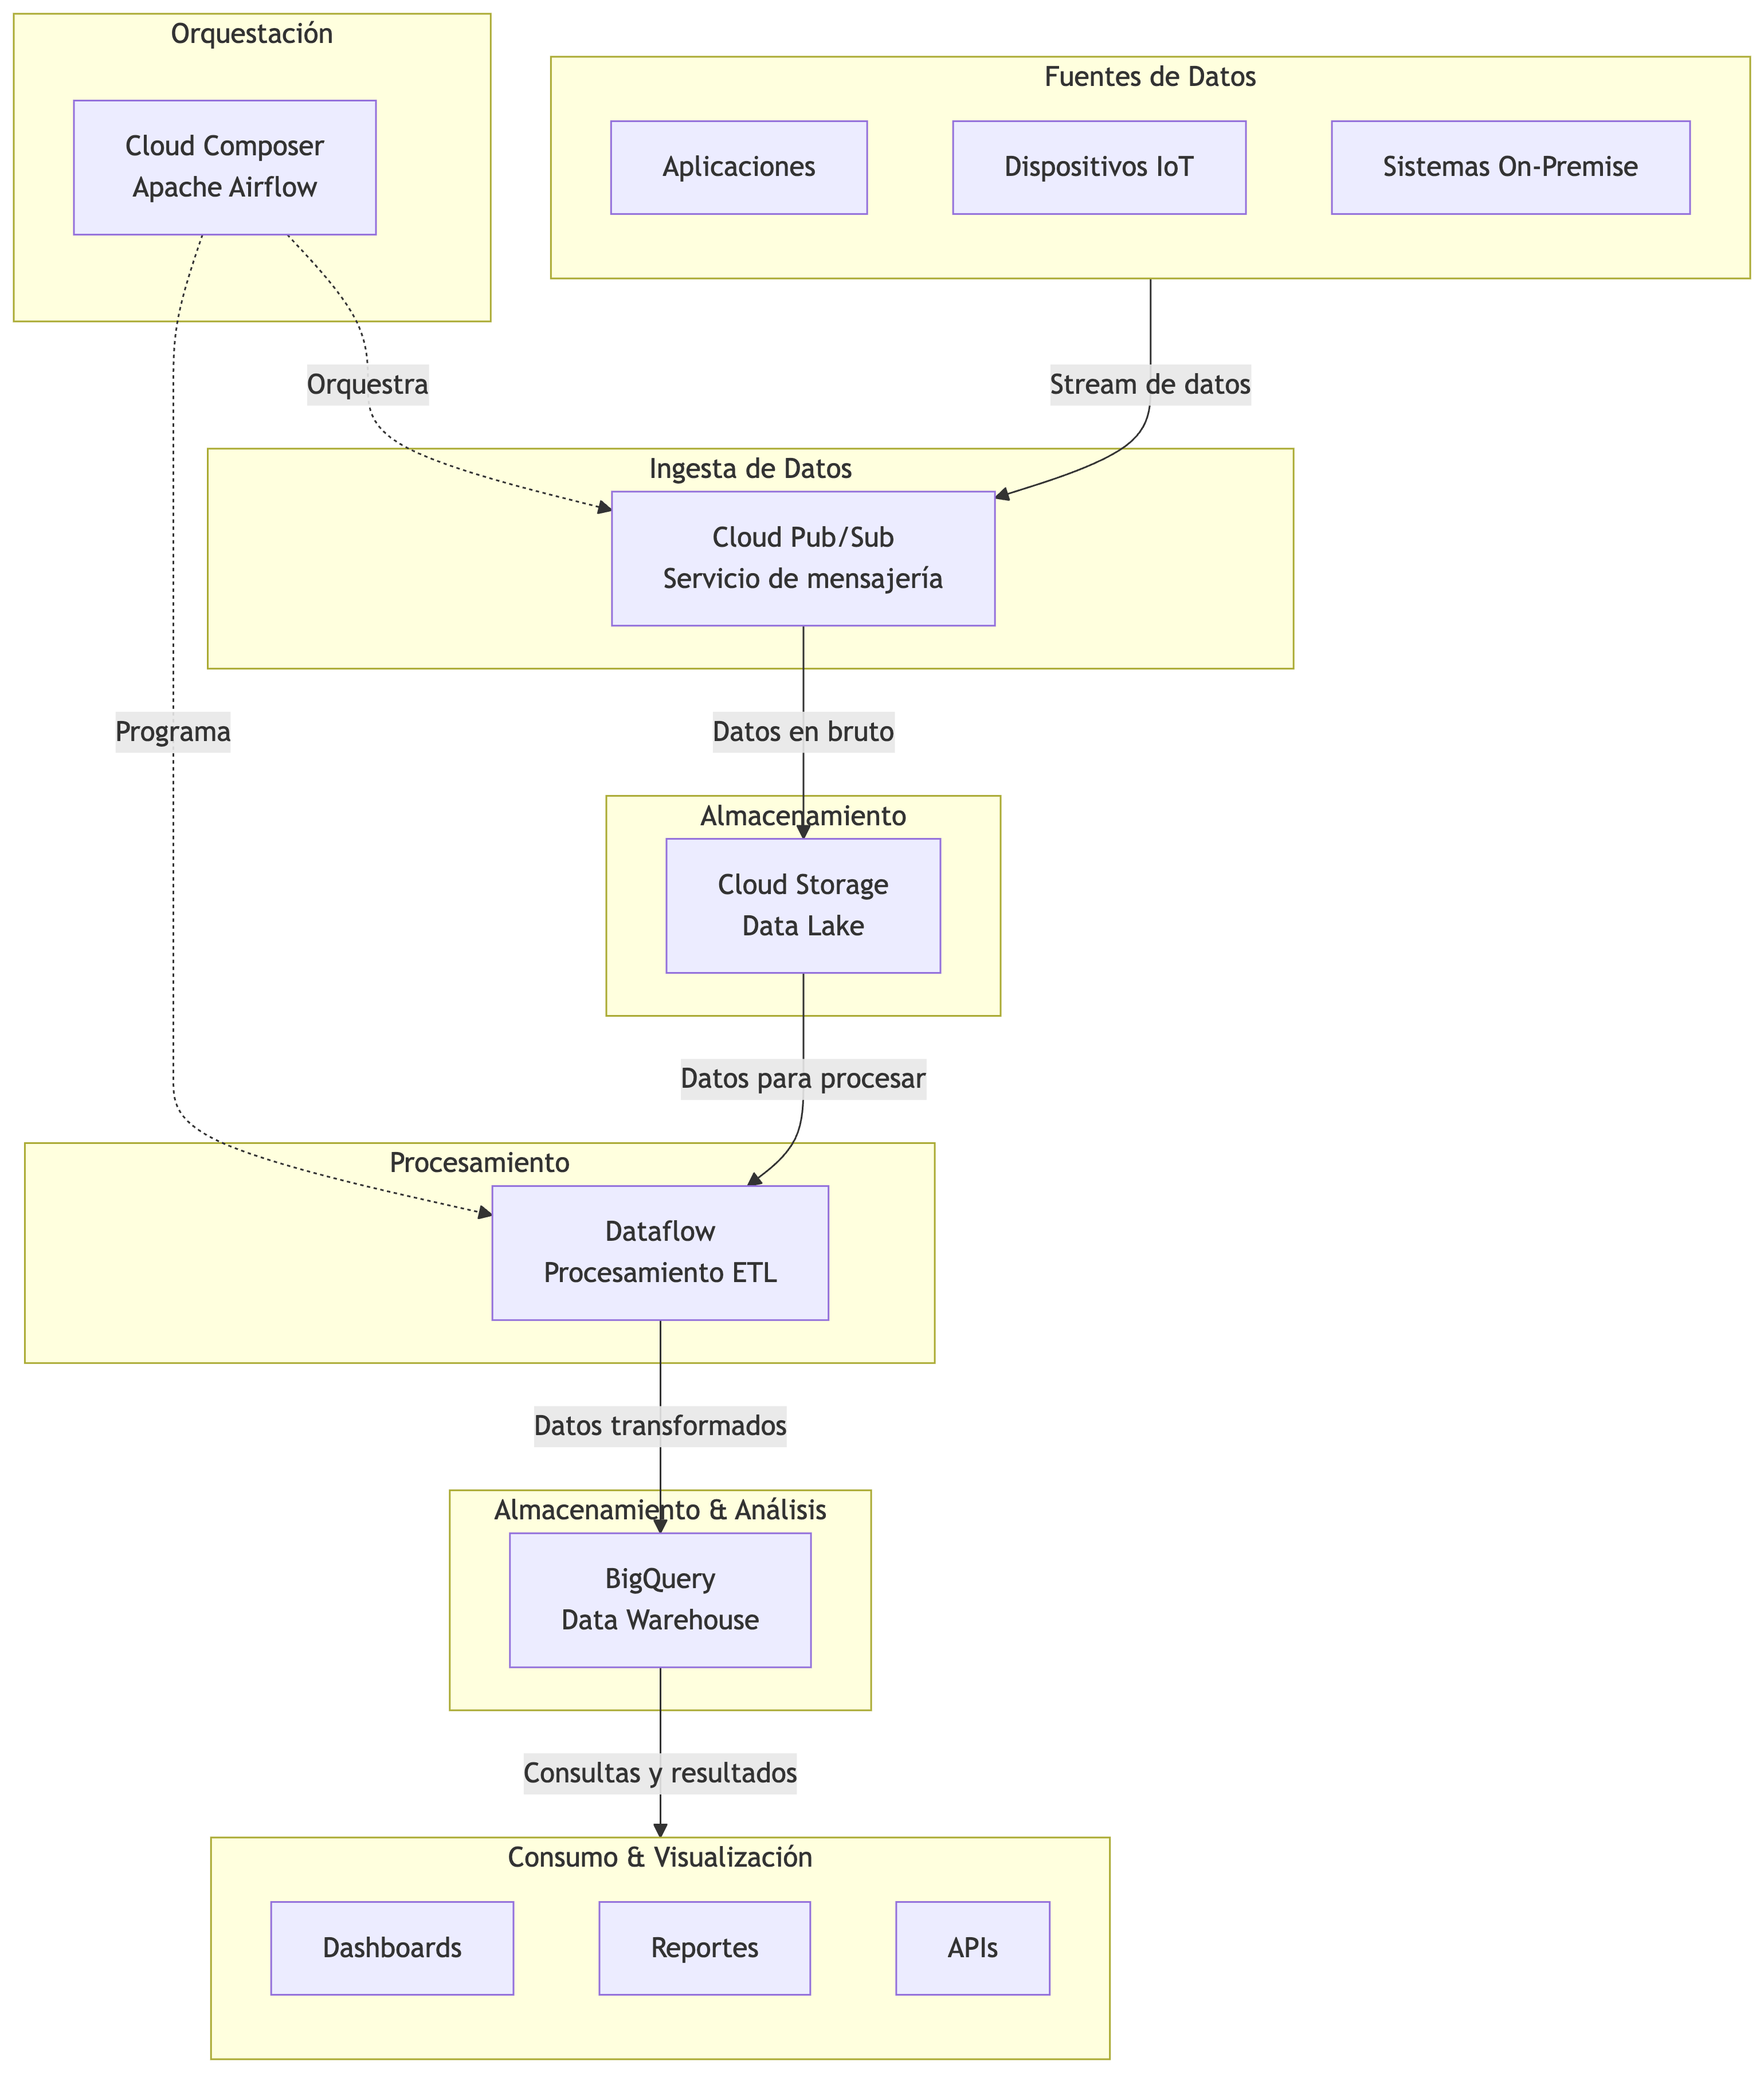 Orquestación
Cloud Composer
Apache Airflow
Fuentes de Datos
Aplicaciones
Dispositivos IoT
Sistemas On-Premise
Orquestra
Stream de datos
Ingesta de Datos
Cloud Pub/Sub
Servicio de mensajería
Programa
Datos en bruto
Almacenamiento
Cloud Storage
Data Lake
Datos para procesar
Procesamiento
Dataflow
Procesamiento ETL
Datos transformados
Almacenamiento & Análisis
BigQuery
Data Warehouse
Consultas y resultados
Consumo & Visualización
Dashboards
Reportes
APIs